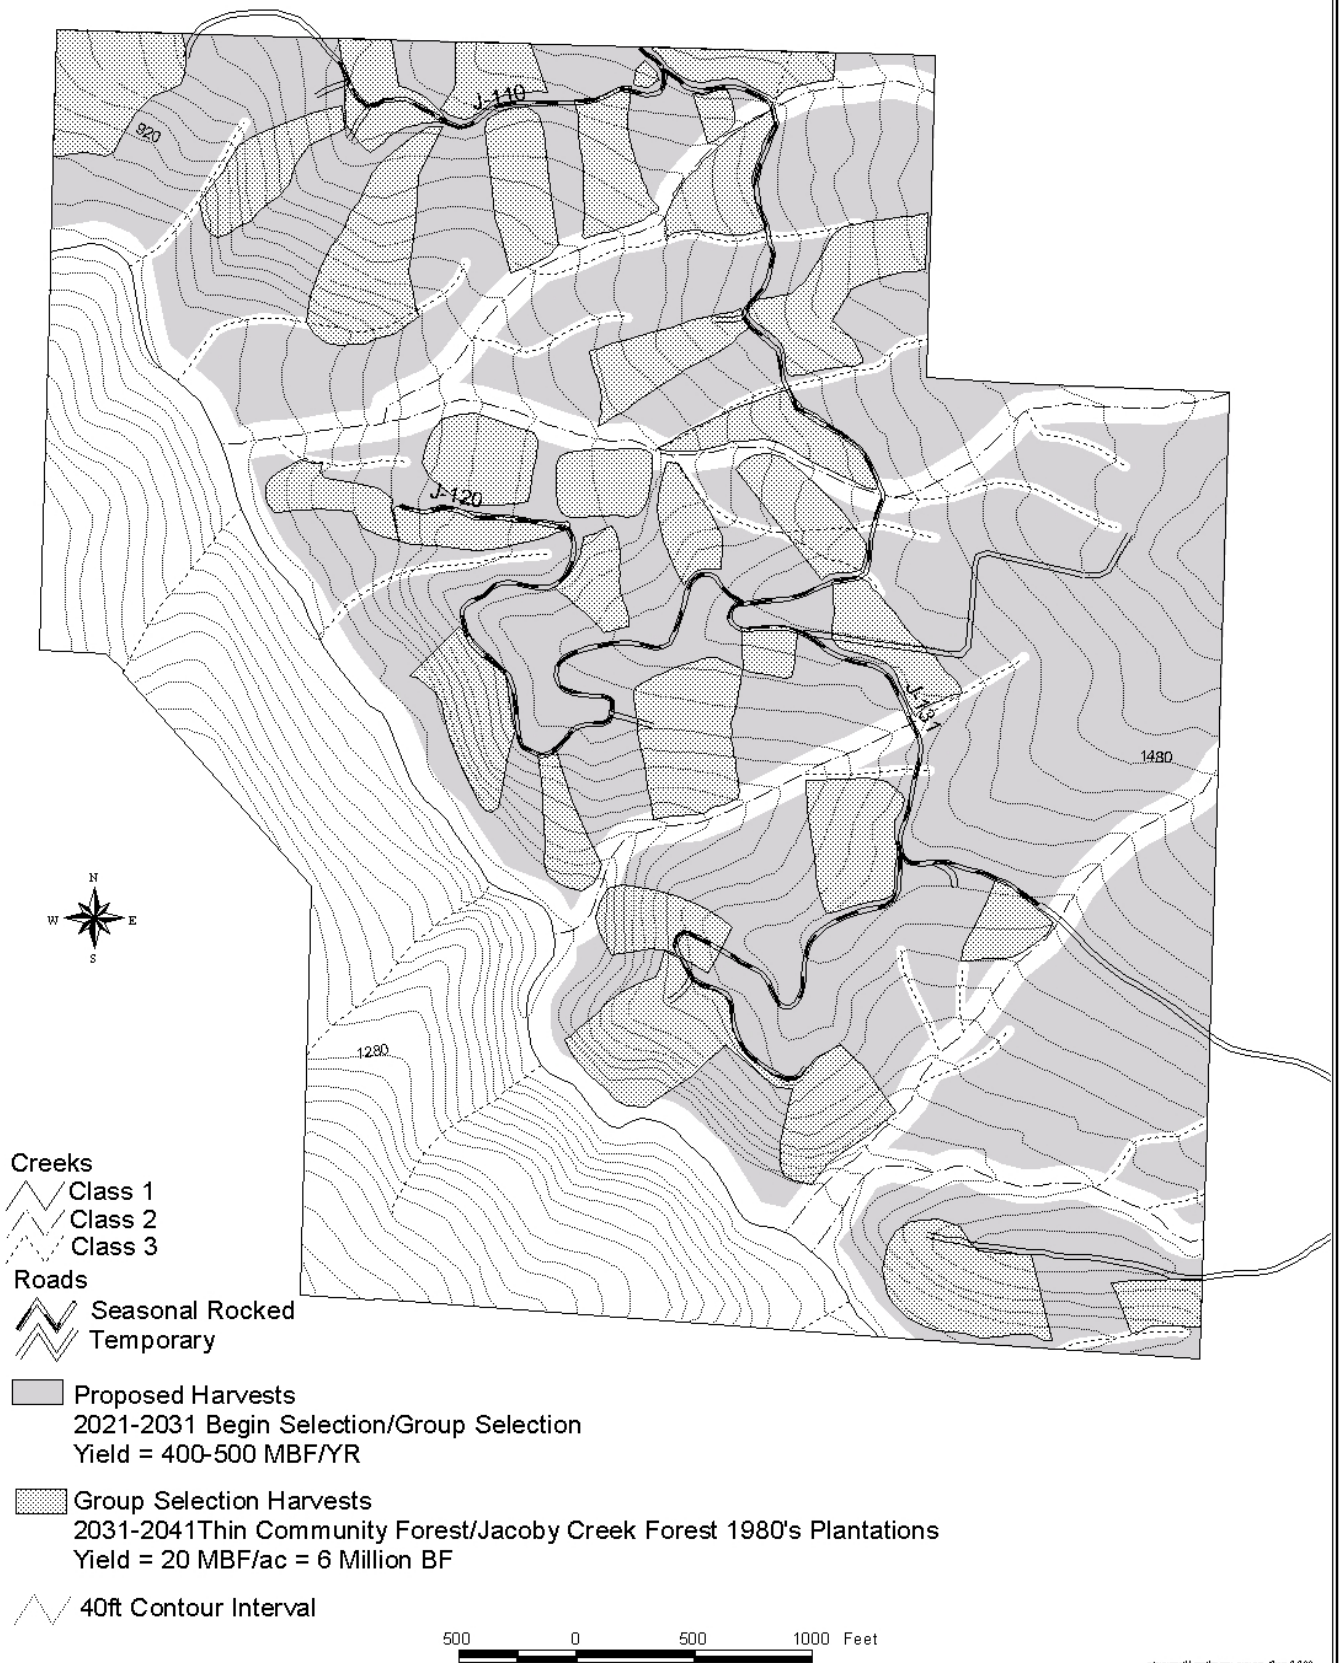 J-110
920
J-120
J-131
1480
N
W E
S
1280
Creeks
Class 1
Class 2
Class 3
Roads
Seasonal Rocked
Temporary
Proposed Harvests
2021-2031 Begin Selection/Group Selection
Yield = 400-500 MBF/YR
Group Selection Harvests
2031-2041Thin Community Forest/Jacoby Creek Forest 1980's Plantations
Yield = 20 MBF/ac = 6 Million BF
40ft Contour Interval
500 0 500 1000 Feet